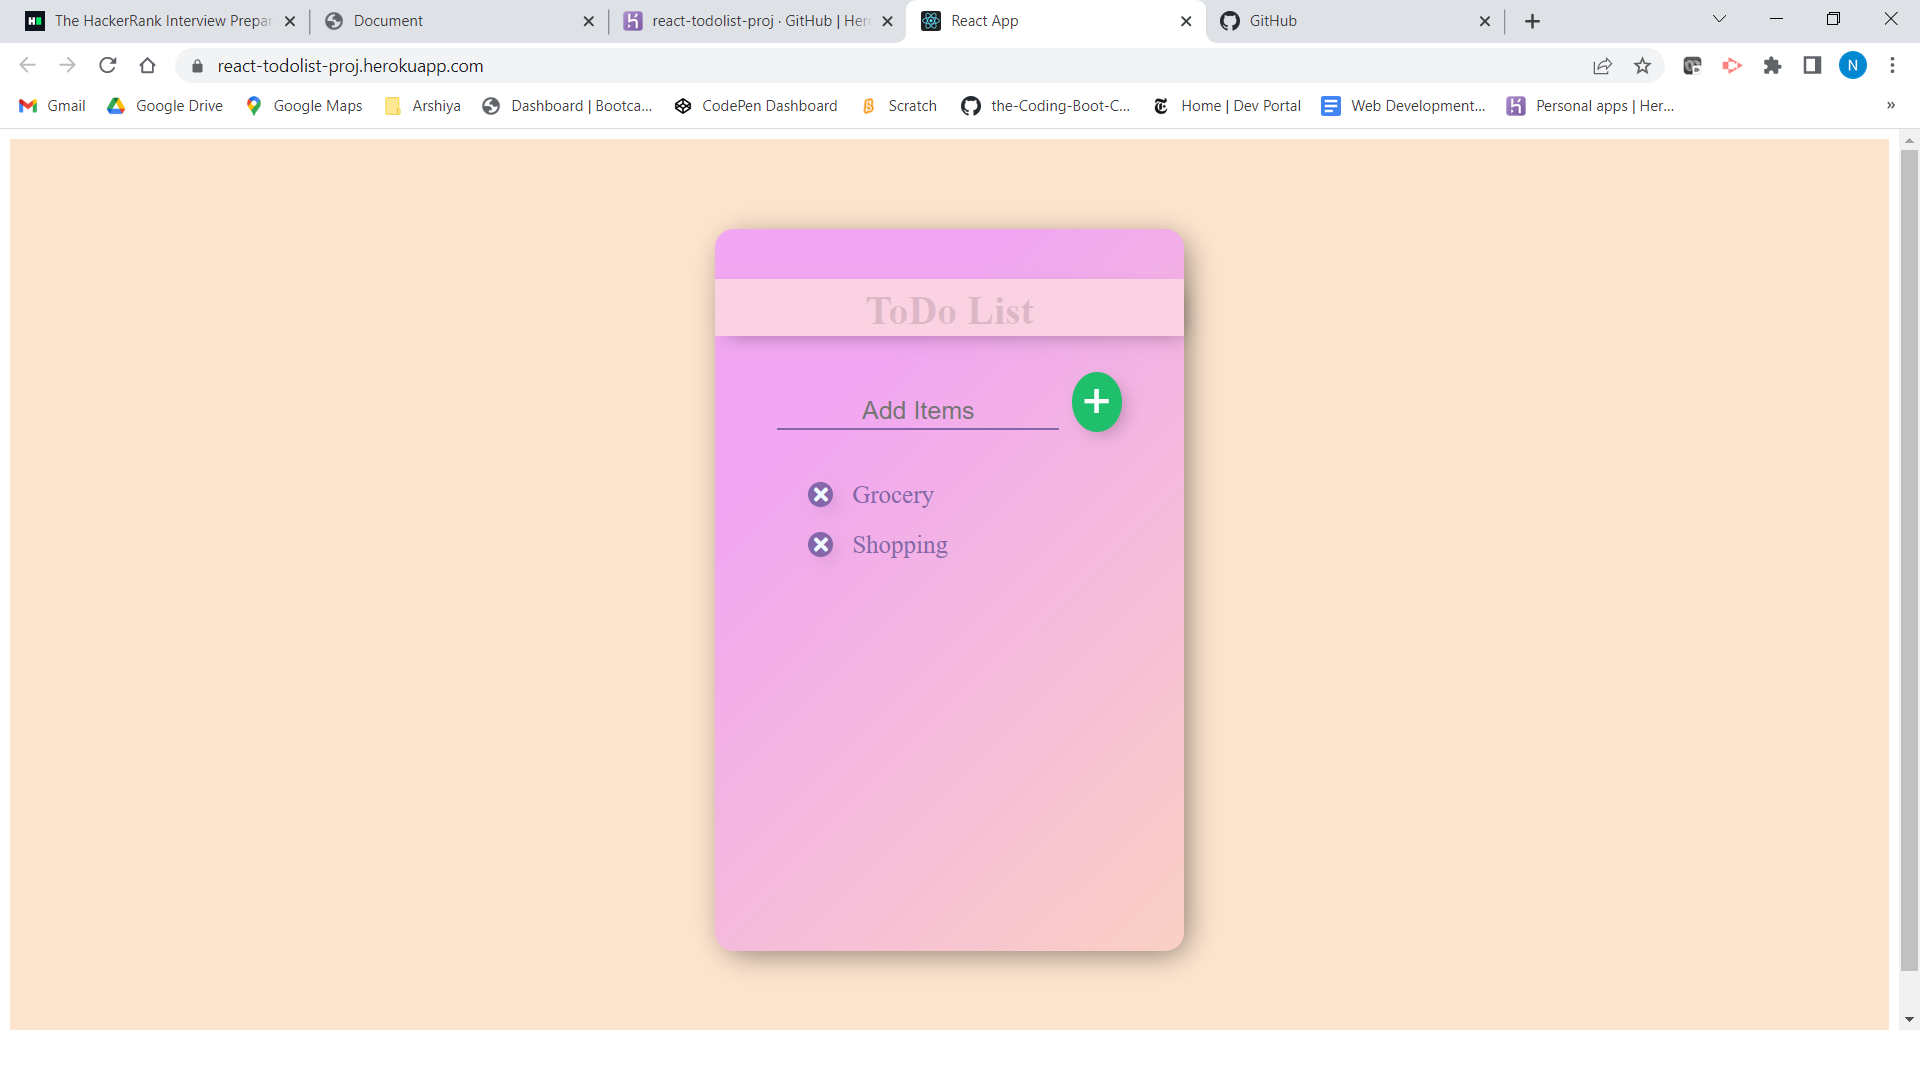 The HackerRank Interview Prepar
Document
react-todolist-proj · GitHub | Hero
React App
GitHub
react-todolist-proj.herokuapp.com
N
Gmail
Google Drive
Google Maps
Arshiya
Dashboard | Bootca...
CodePen Dashboard
Scratch
the-Coding-Boot-C...
Home | Dev Portal
Web Development...
Personal apps | Her...
»
ToDo List
Add Items
Grocery
Shopping